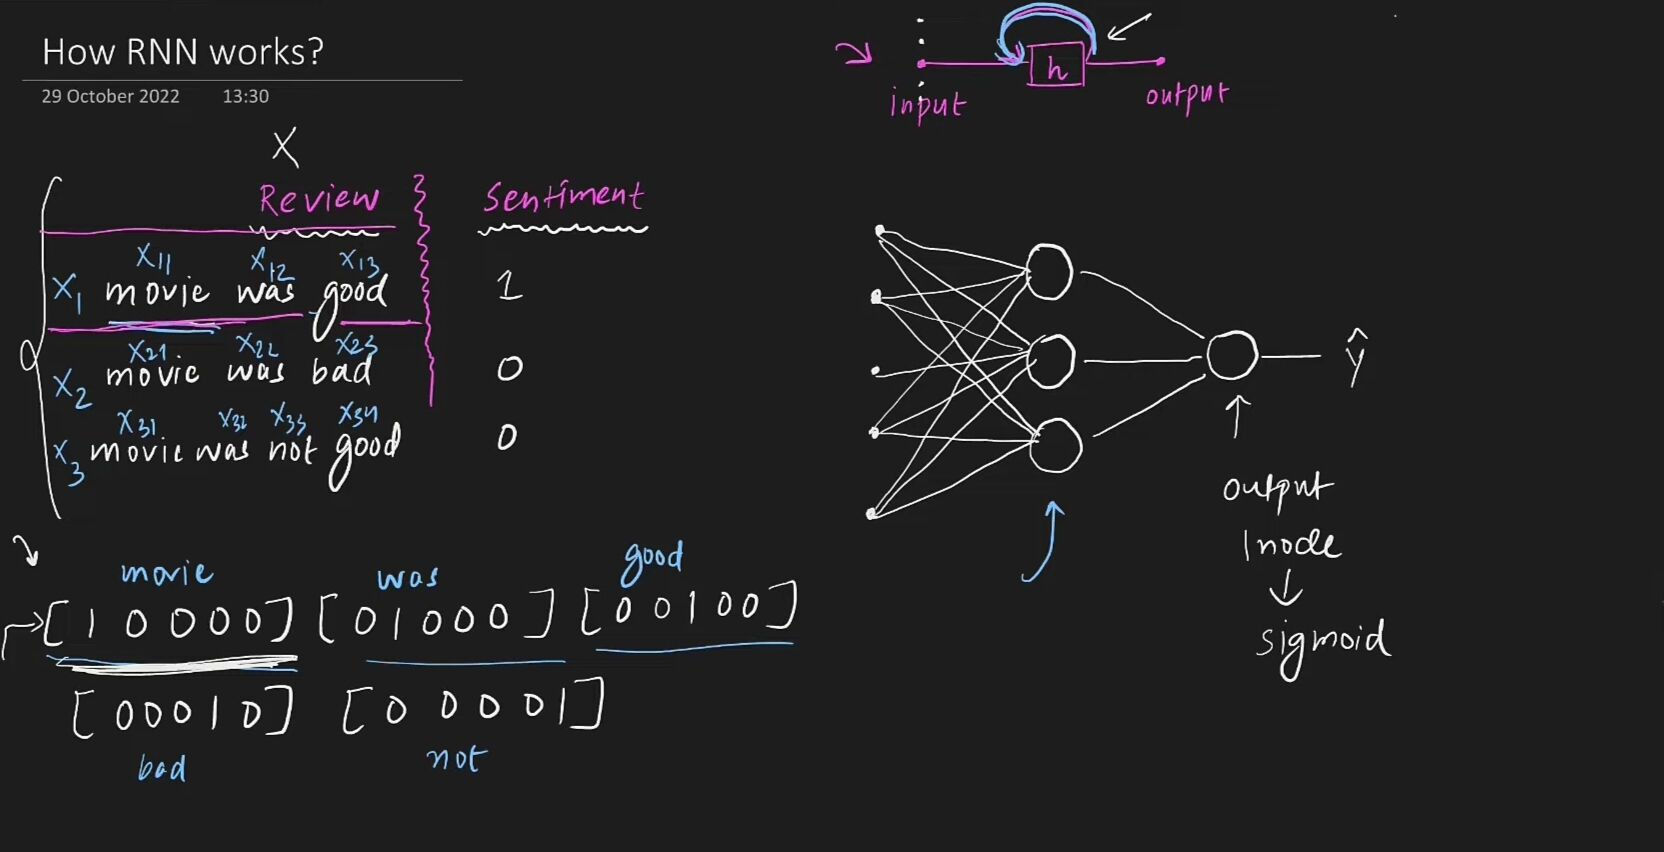 How RNN works?
29 October 2022 13:30
X
Review Sentiment
x11 x12 x13
x1 movie was good 1
x21 x22 x23
x2 movie was bad 0
x31 x32 x33 x34
x3 movie was not good 0
movie was good
[1 0 0 0 0] [0 1 0 0 0] [0 0 1 0 0]
[0 0 0 1 0] [0 0 0 0 1]
bad not
h
input output
ŷ
output
1 node
↓
sigmoid